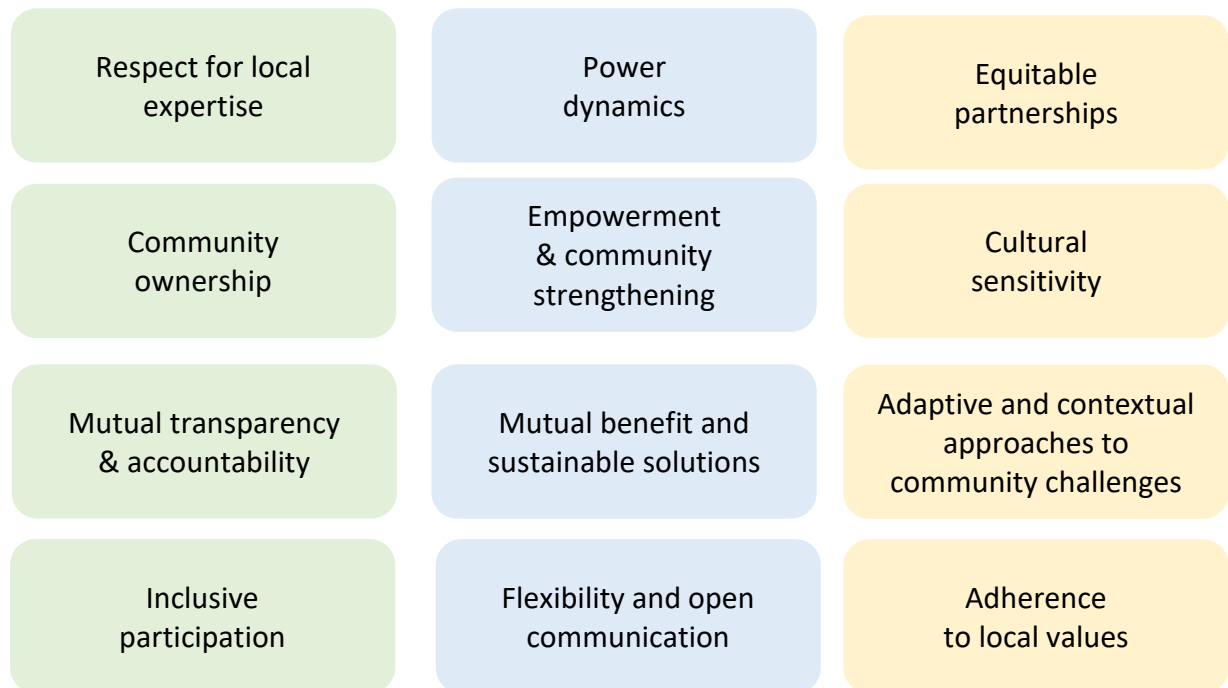 Respect for local
expertise
Power
dynamics
Equitable
partnerships
Community
ownership
Empowerment
& community
strengthening
Cultural
sensitivity
Mutual transparency
& accountability
Mutual benefit and
sustainable solutions
Adaptive and contextual
approaches to
community challenges
Inclusive
participation
Flexibility and open
communication
Adherence
to local values